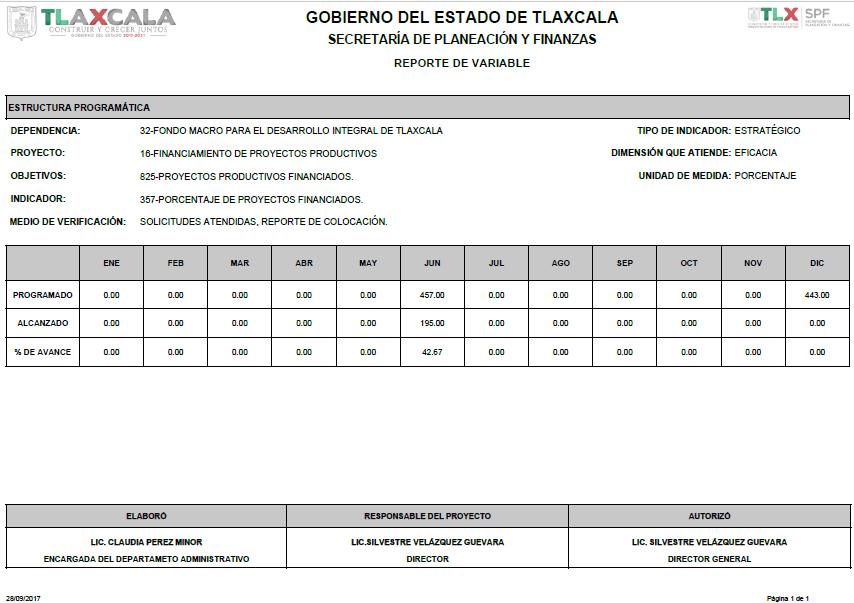 TLAXCALA
CONSTRUIR Y CRECER JUNTOS
GOBIERNO DEL ESTADO 2017-2021
GOBIERNO DEL ESTADO DE TLAXCALA
SECRETARÍA DE PLANEACIÓN Y FINANZAS
REPORTE DE VARIABLE
TLX SPF
ESTRUCTURA PROGRAMÁTICA
DEPENDENCIA: 32-FONDO MACRO PARA EL DESARROLLO INTEGRAL DE TLAXCALA TIPO DE INDICADOR: ESTRATÉGICO
PROYECTO: 16-FINANCIAMIENTO DE PROYECTOS PRODUCTIVOS DIMENSIÓN QUE ATIENDE: EFICACIA
OBJETIVOS: 825-PROYECTOS PRODUCTIVOS FINANCIADOS. UNIDAD DE MEDIDA: PORCENTAJE
INDICADOR: 357-PORCENTAJE DE PROYECTOS FINANCIADOS.
MEDIO DE VERIFICACIÓN: SOLICITUDES ATENDIDAS, REPORTE DE COLOCACIÓN.
ENE FEB MAR ABR MAY JUN JUL AGO SEP OCT NOV DIC
PROGRAMADO 0.00 0.00 0.00 0.00 0.00 457.00 0.00 0.00 0.00 0.00 0.00 443.00
ALCANZADO 0.00 0.00 0.00 0.00 0.00 195.00 0.00 0.00 0.00 0.00 0.00 0.00
% DE AVANCE 0.00 0.00 0.00 0.00 0.00 42.67 0.00 0.00 0.00 0.00 0.00 0.00
ELABORÓ RESPONSABLE DEL PROYECTO AUTORIZÓ
LIC. CLAUDIA PEREZ MINOR LIC.SILVESTRE VELÁZQUEZ GUEVARA LIC. SILVESTRE VELÁZQUEZ GUEVARA
ENCARGADA DEL DEPARTAMETO ADMINISTRATIVO DIRECTOR DIRECTOR GENERAL
28/09/2017 Página 1 de 1